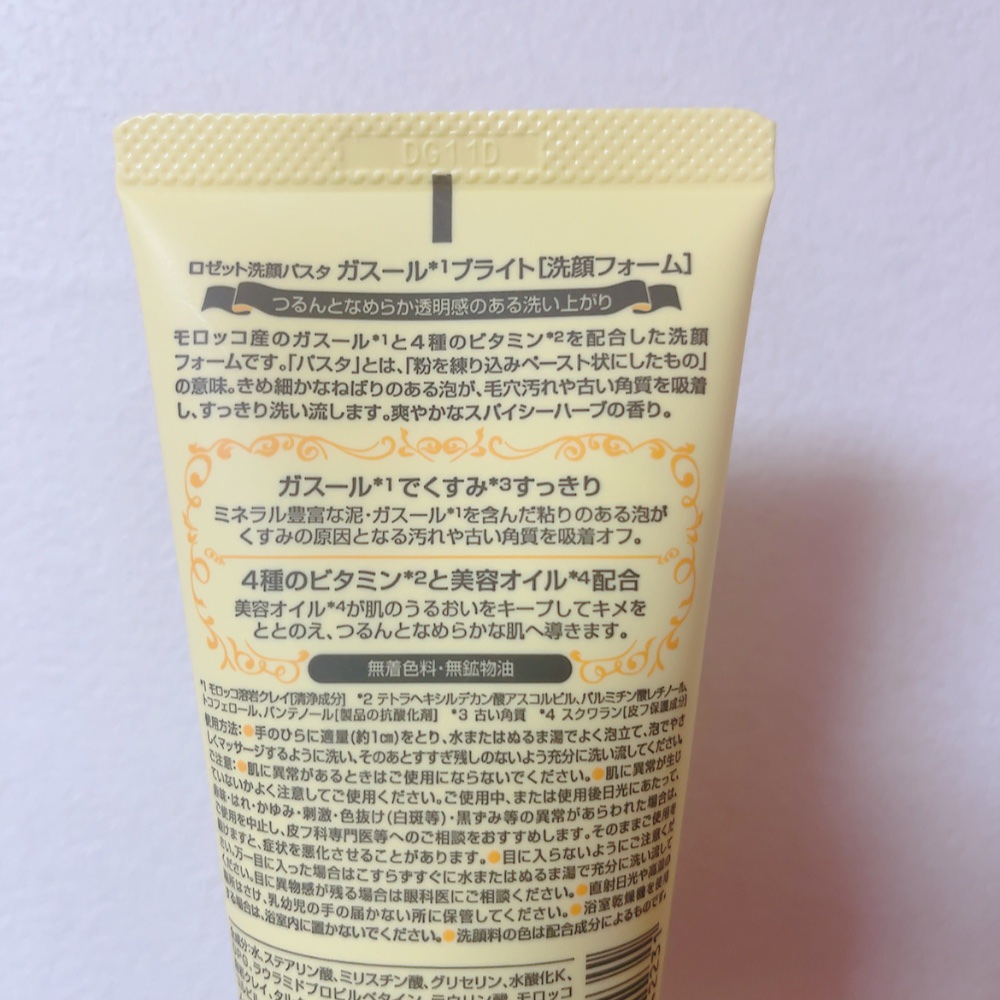 DG11D
ロゼット洗顔パスタ ガスール*1ブライト[洗顔フォーム]
つるんとなめらか透明感のある洗い上がり
モロッコ産のガスール*1と4種のビタミン*2を配合した洗顔
フォームです。「パスタ」とは、「粉を練り込みペースト状にしたもの」
の意味。きめ細かなねばりのある泡が、毛穴汚れや古い角質を吸着
し、すっきり洗い流します。爽やかなスパイシーハーブの香り。
ガスール*1でくすみ*3すっきり
ミネラル豊富な泥・ガスール*1を含んだ粘りのある泡が
くすみの原因となる汚れや古い角質を吸着オフ。
4種のビタミン*2と美容オイル*4配合
美容オイル*4が肌のうるおいをキープしてキメを
ととのえ、つるんとなめらかな肌へ導きます。
無着色料・無鉱物油
*1 モロッコ溶岩クレイ[清浄成分] *2 テトラヘキシルデカン酸アスコルビル、パルミチン酸レチノール、
トコフェロール、パンテノール[製品の抗酸化剤] *3 古い角質 *4 スクワラン[皮フ保護成分]
使用方法:●手のひらに適量(約1cm)をとり、水またはぬるま湯でよく泡立て、泡でやさ
しくマッサージするように洗い、そのあとすすぎ残しのないよう充分に洗い流してください。
ご注意:●肌に異常があるときはご使用にならないでください。●肌に異常が生じ
ていないかよく注意してご使用ください。ご使用中、または使用後日光にあたって、
赤味・はれ・かゆみ・刺激・色抜け(白斑等)・黒ずみ等の異常があらわれた場合は、
ご使用を中止し、皮フ科専門医等へのご相談をおすすめします。そのままご使用を
続けますと、症状を悪化させることがあります。●目に入らないようにご注意くだ
さい。万一目に入った場合はこすらずすぐに水またはぬるま湯で充分に洗い流して
ください。目に異物感が残る場合は眼科医にご相談ください。●直射日光や高温の
場所はさけ、乳幼児の手の届かない所に保管してください。●浴室乾燥機を使用
する場合は、浴室内に置かないでください。●洗顔料の色は配合成分によるものです。
成分:水、ステアリン酸、ミリスチン酸、グリセリン、水酸化K、
PG、ラウラミドプロピルベタイン、ラウリン酸、モロッコ
クレイ、タル